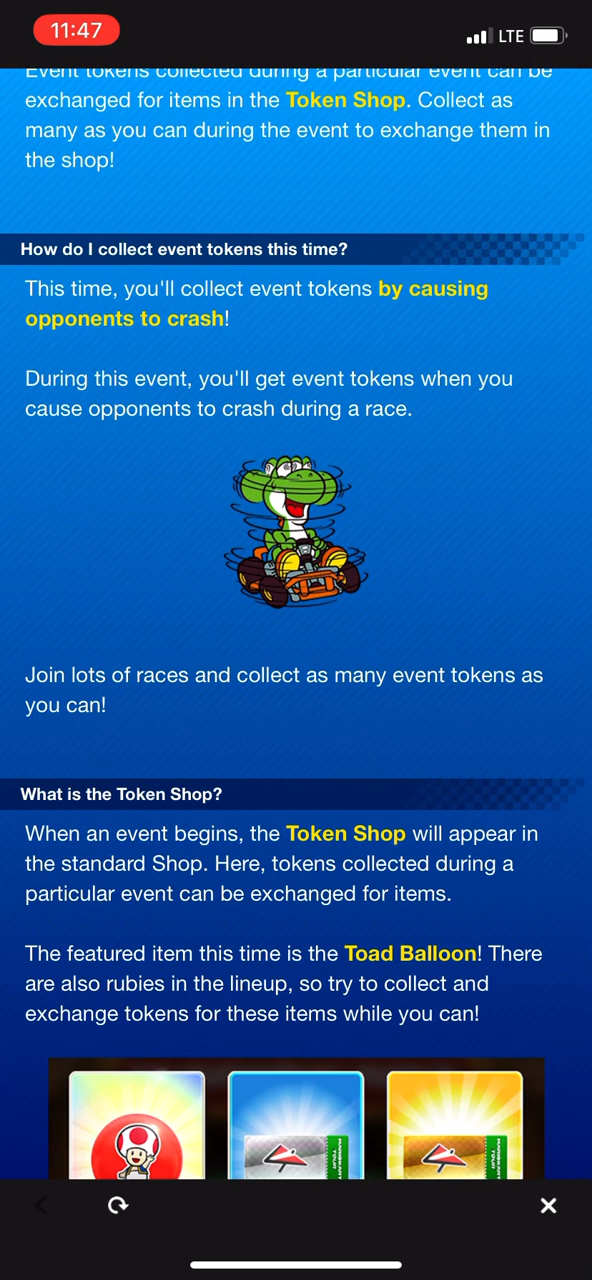 11:47
LTE
Event tokens collected during a particular event can be
exchanged for items in the Token Shop. Collect as
many as you can during the event to exchange them in
the shop!
How do I collect event tokens this time?
This time, you'll collect event tokens by causing
opponents to crash!
During this event, you'll get event tokens when you
cause opponents to crash during a race.
Join lots of races and collect as many event tokens as
you can!
What is the Token Shop?
When an event begins, the Token Shop will appear in
the standard Shop. Here, tokens collected during a
particular event can be exchanged for items.
The featured item this time is the Toad Balloon! There
are also rubies in the lineup, so try to collect and
exchange tokens for these items while you can!